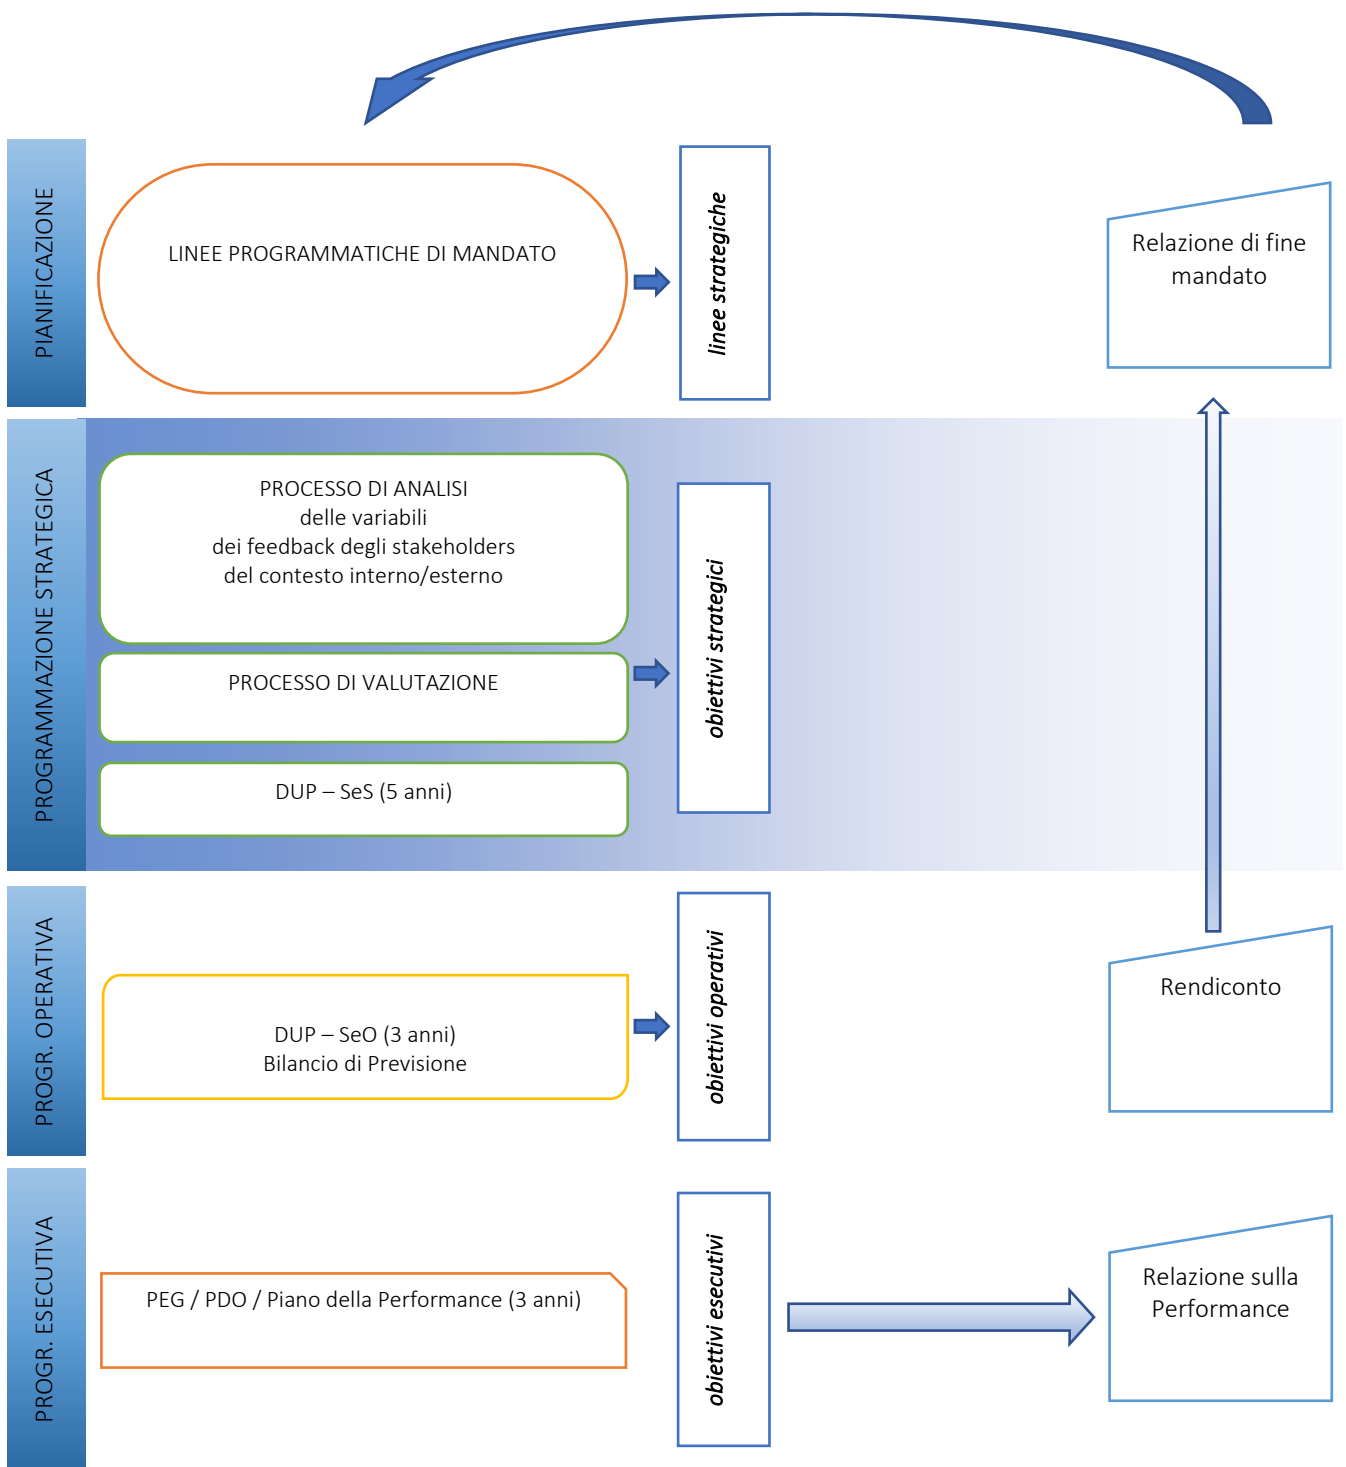 PIANIFICAZIONE
LINEE PROGRAMMATICHE DI MANDATO
linee strategiche
Relazione di fine
mandato
PROGRAMMAZIONE STRATEGICA
PROCESSO DI ANALISI
delle variabili
dei feedback degli stakeholders
del contesto interno/esterno
PROCESSO DI VALUTAZIONE
DUP – SeS (5 anni)
obiettivi strategici
PROGR. OPERATIVA
DUP – SeO (3 anni)
Bilancio di Previsione
obiettivi operativi
Rendiconto
PROGR. ESECUTIVA
PEG / PDO / Piano della Performance (3 anni)
obiettivi esecutivi
Relazione sulla
Performance